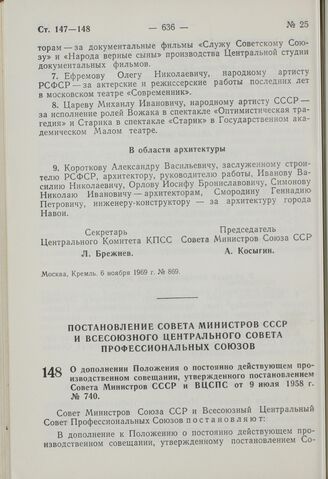 Ст. 147—148 — 636 — № 25
торам — за документальные фильмы «Служу Советскому Сою-
зу» и «Народа верные сыны» производства Центральной студии
документальных фильмов.
7. Ефремову Олегу Николаевичу, народному артисту
РСФСР — за актерские и режиссерские работы последних лет
в московском театре «Современник».
8. Цареву Михаилу Ивановичу, народному артисту СССР —
за исполнение ролей Вожака в спектакле «Оптимистическая тра-
гедия» и Старика в спектакле «Старик» в Государственном ака-
демическом Малом театре.
В области архитектуры
9. Короткову Александру Васильевичу, заслуженному строи-
телю РСФСР, архитектору, руководителю работы, Иванову Ва-
силию Николаевичу, Орлову Иосифу Брониславовичу, Симонову
Николаю Ивановичу — архитекторам, Смородину Геннадию
Петровичу, инженеру-конструктору — за архитектуру города
Навои.
Секретарь Председатель
Центрального Комитета КПСС Совета Министров Союза ССР
Л. Брежнев. А. Косыгин.
Москва, Кремль. 6 ноября 1969 г. № 869.
ПОСТАНОВЛЕНИЕ СОВЕТА МИНИСТРОВ СССР
И ВСЕСОЮЗНОГО ЦЕНТРАЛЬНОГО СОВЕТА
ПРОФЕССИОНАЛЬНЫХ СОЮЗОВ
148 О дополнении Положения о постоянно действующем про-
изводственном совещании, утвержденного постановлением
Совета Министров СССР и ВЦСПС от 9 июля 1958 г.
№ 740.
Совет Министров Союза ССР и Всесоюзный Центральный
Совет Профессиональных Союзов постановляют:
В дополнение к Положению о постоянно действующем про-
изводственном совещании, утвержденному постановлением Со-